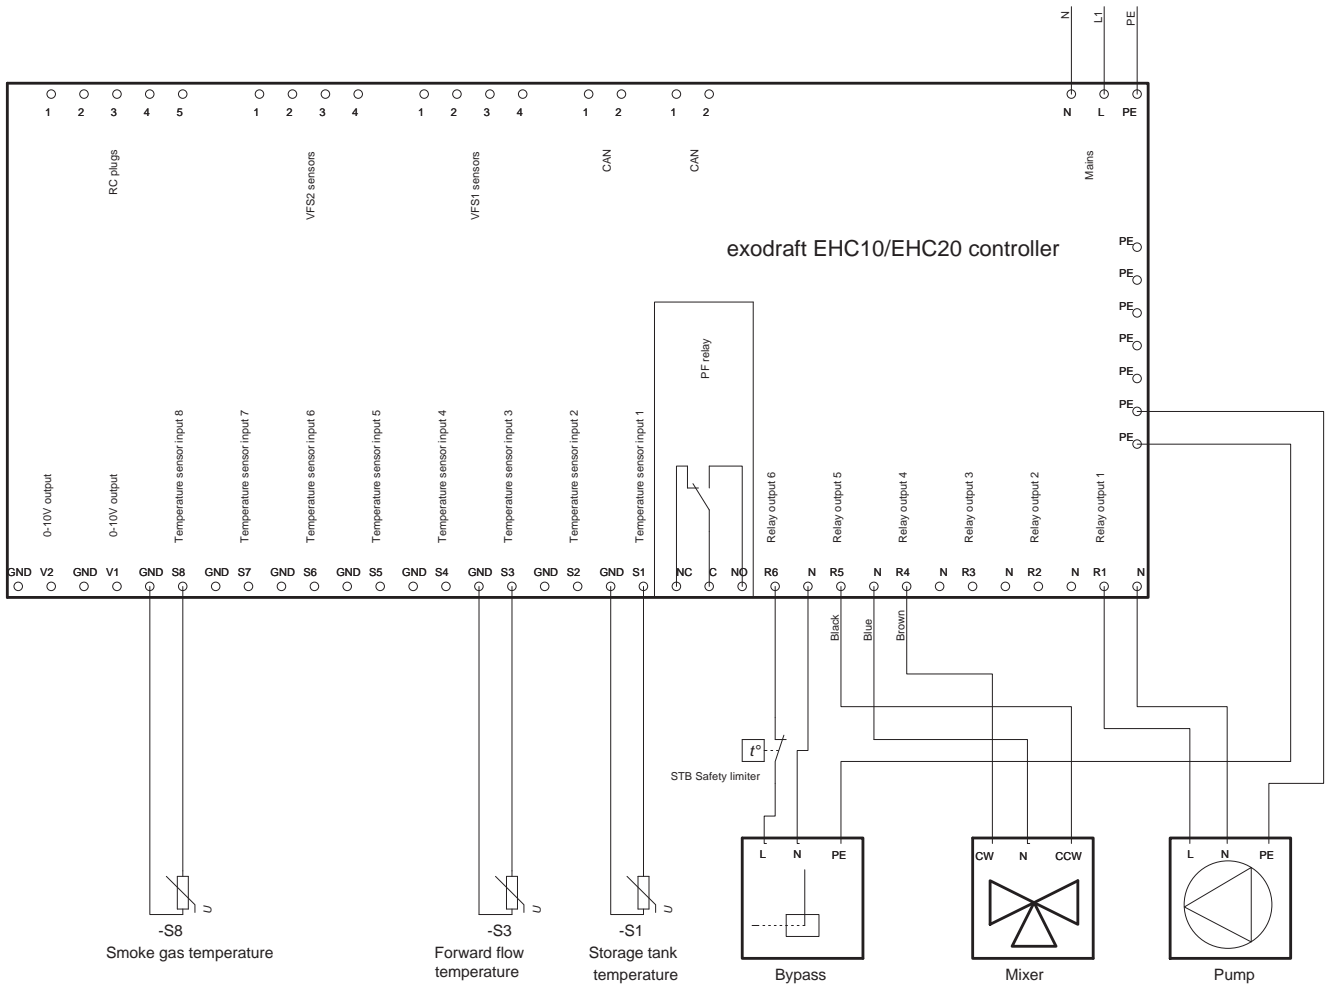 N L1 PE
1 2 3 4 5 1 2 3 4 1 2 3 4 1 2 1 2 N L PE
RC plugs
VFS2 sensors
VFS1 sensors
CAN
CAN
Mains
exodraft EHC10/EHC20 controller
PE
PE
PE
PE
PE
PE
PE
PF relay
0-10V output
0-10V output
Temperature sensor input 8
Temperature sensor input 7
Temperature sensor input 6
Temperature sensor input 5
Temperature sensor input 4
Temperature sensor input 3
Temperature sensor input 2
Temperature sensor input 1
Relay output 6
Relay output 5
Relay output 4
Relay output 3
Relay output 2
Relay output 1
GND V2 GND V1 GND S8 GND S7 GND S6 GND S5 GND S4 GND S3 GND S2 GND S1 NC C NO R6 N R5 N R4 N R3 N R2 N R1 N
Black
Blue
Brown
t°
STB Safety limiter
L N PE
CW N CCW
L N PE
U
U
U
-S8
Smoke gas temperature
-S3
Forward flow
temperature
-S1
Storage tank
temperature
Bypass
Mixer
Pump